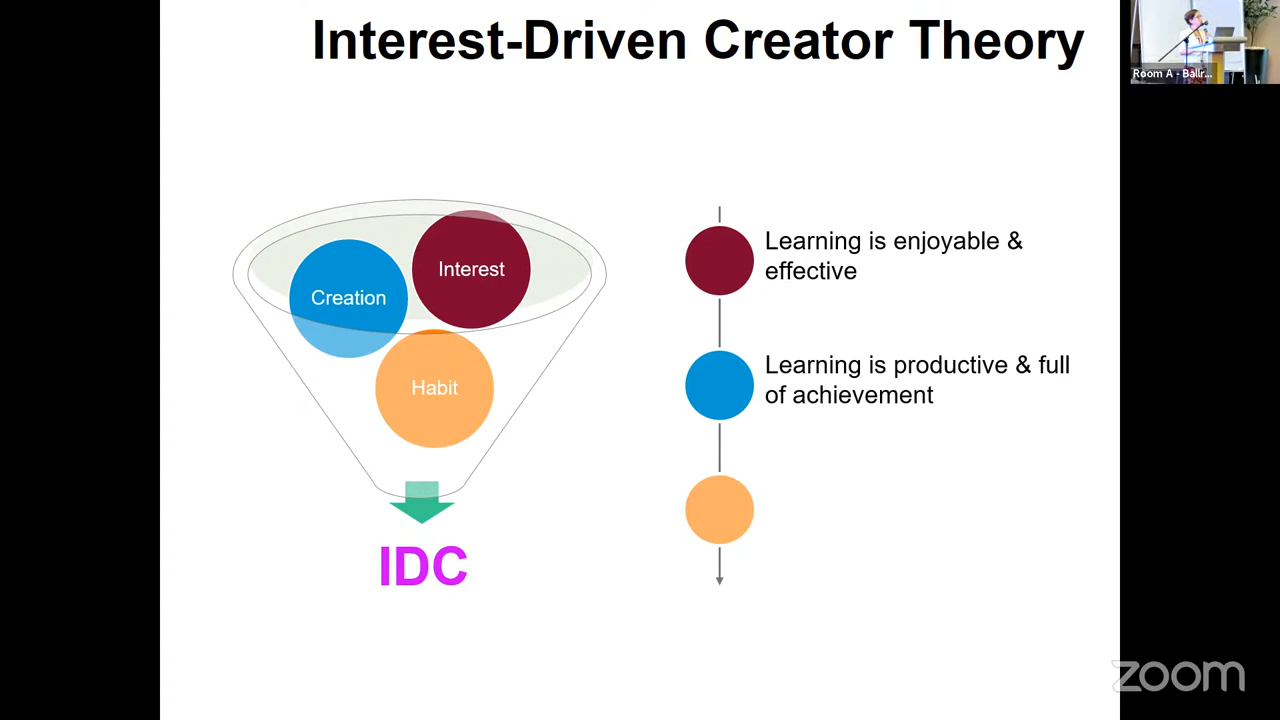 Interest-Driven Creator Theory
Room A - Ballr...
Interest
Creation
Habit
IDC
Learning is enjoyable &
effective
Learning is productive & full
of achievement
zoom